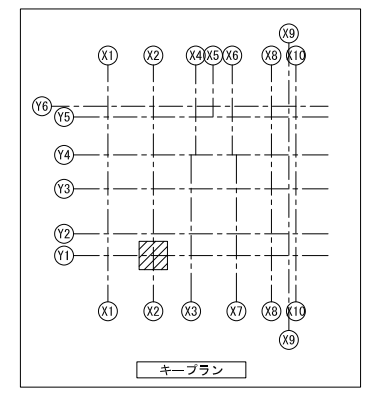 X9
X1 X2 X4 X5 X6 X8 X10
Y6
Y5
Y4
Y3
Y2
Y1
X1 X2 X3 X7 X8 X10
X9
キープラン